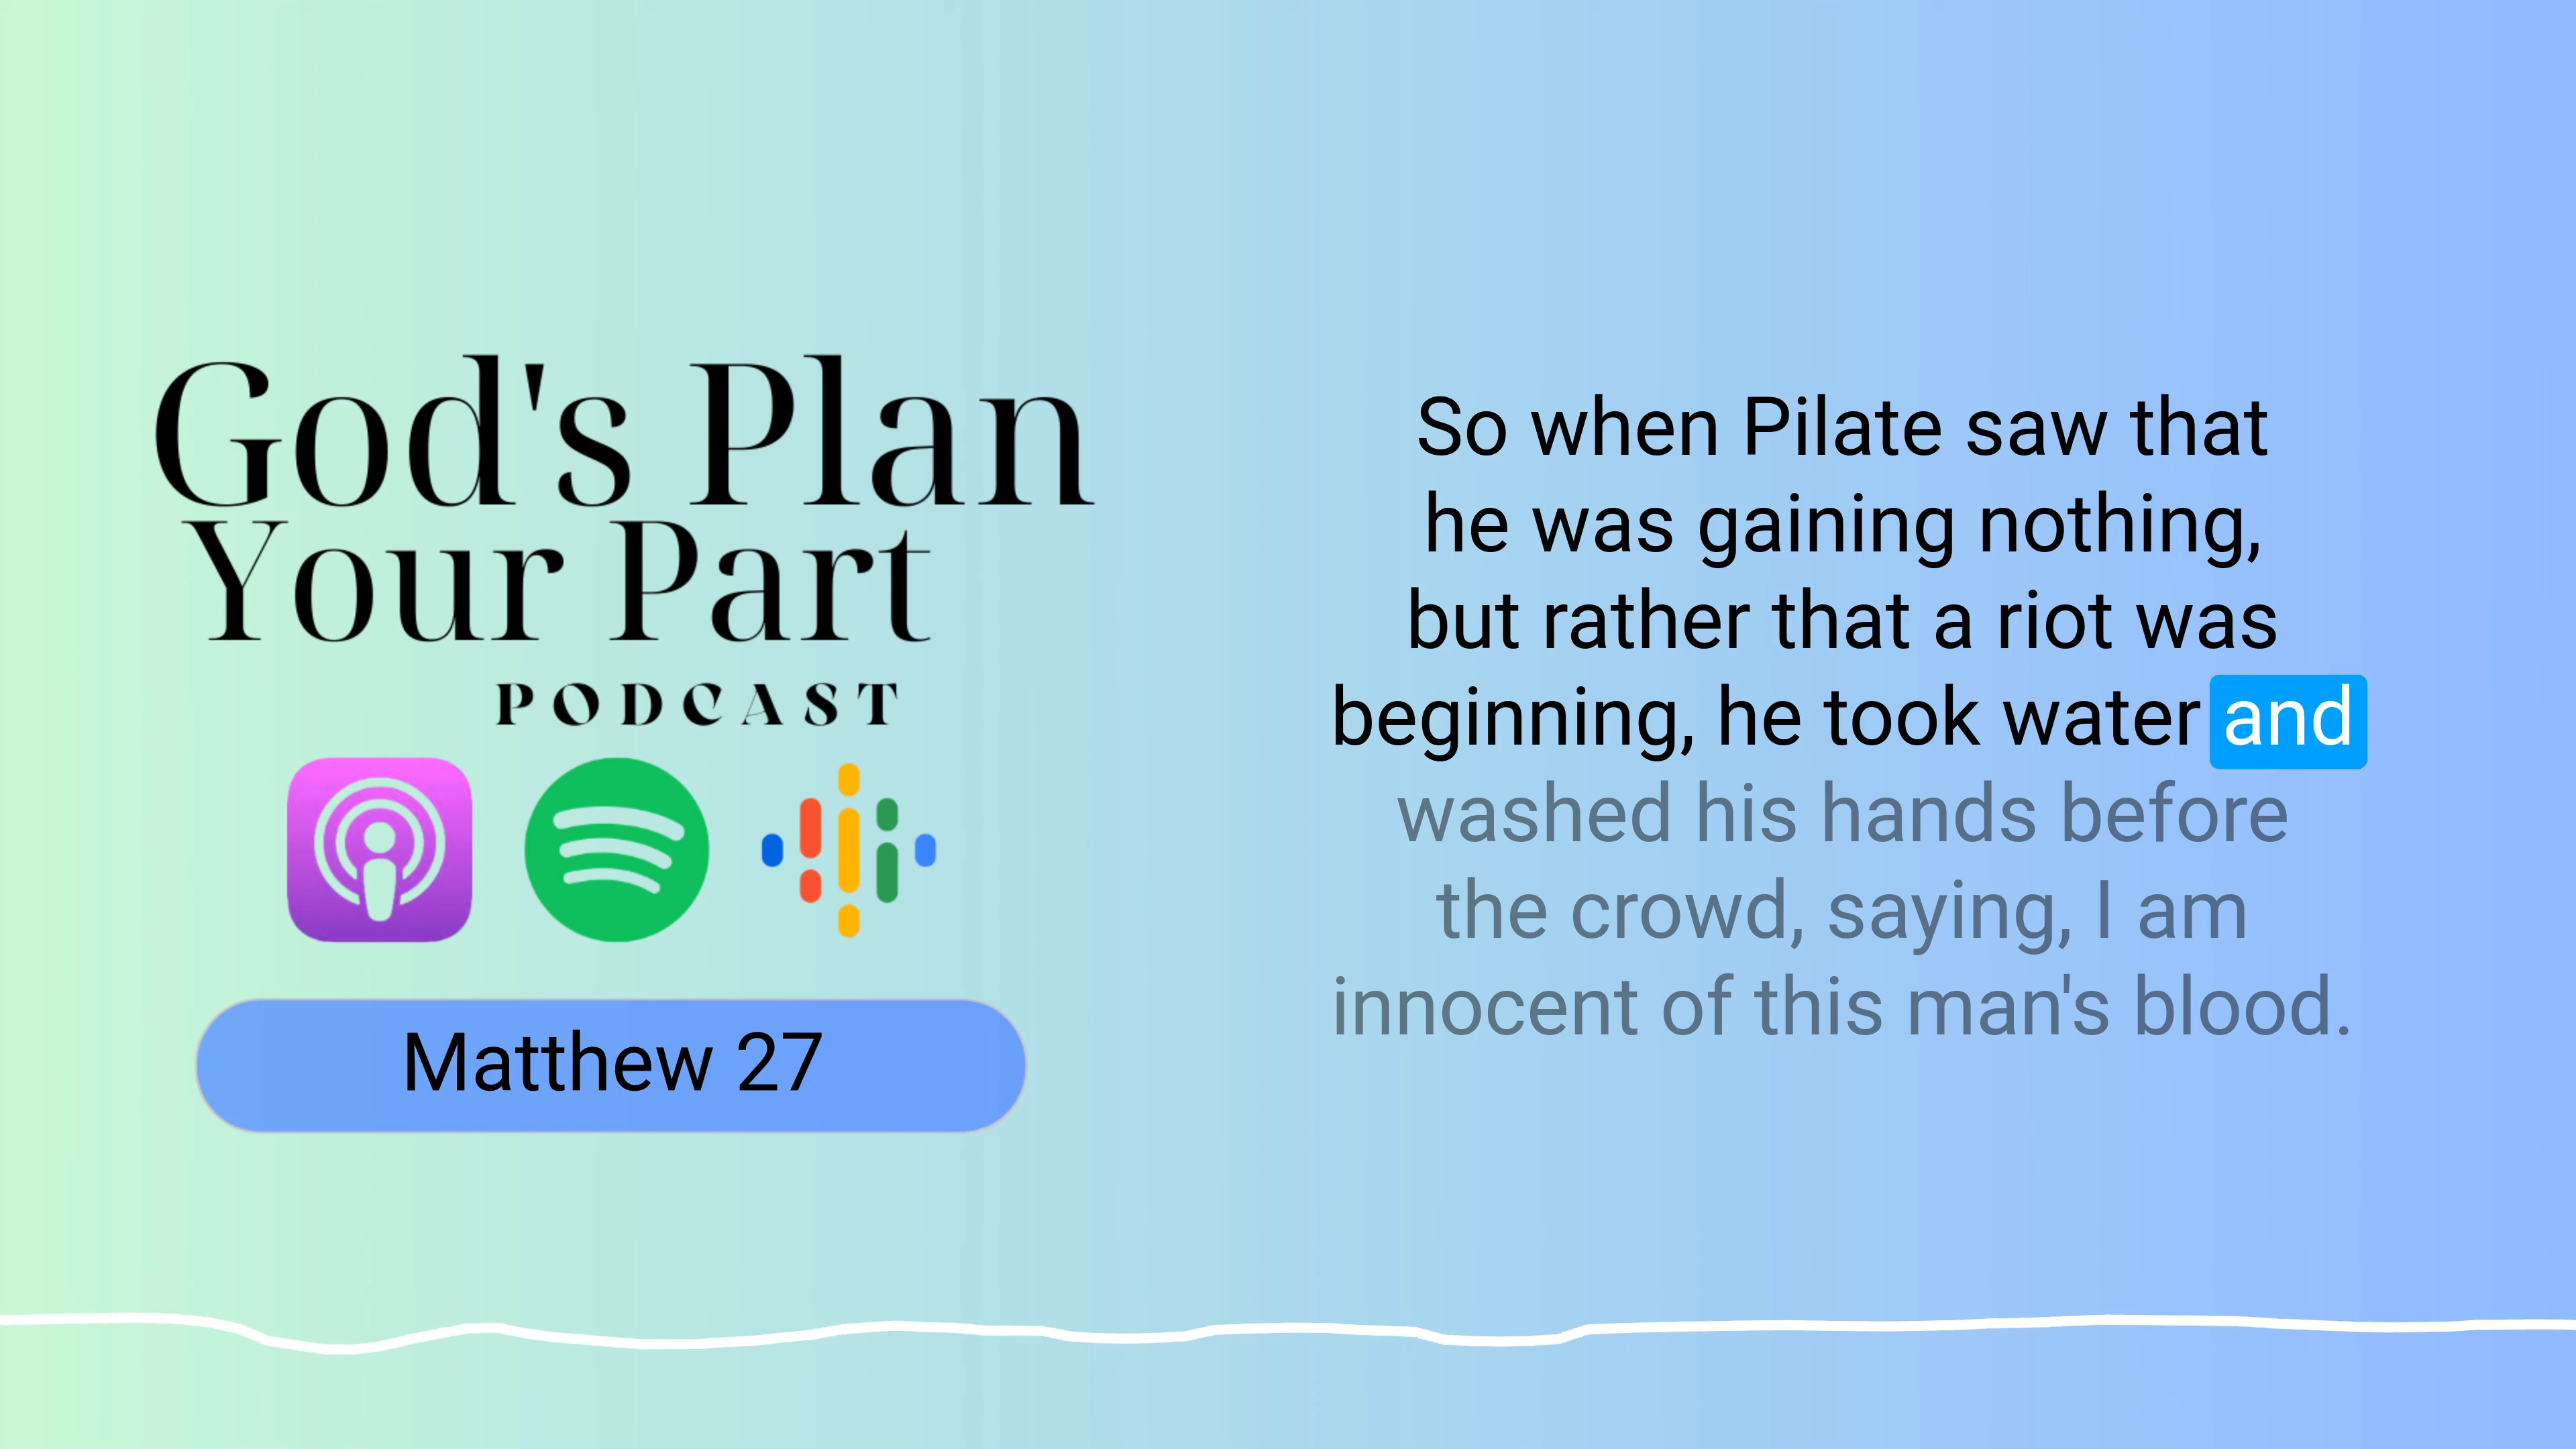 God's Plan
Your Part
PODCAST
Matthew 27
So when Pilate saw that
he was gaining nothing,
but rather that a riot was
beginning, he took water and
washed his hands before
the crowd, saying, I am
innocent of this man's blood.